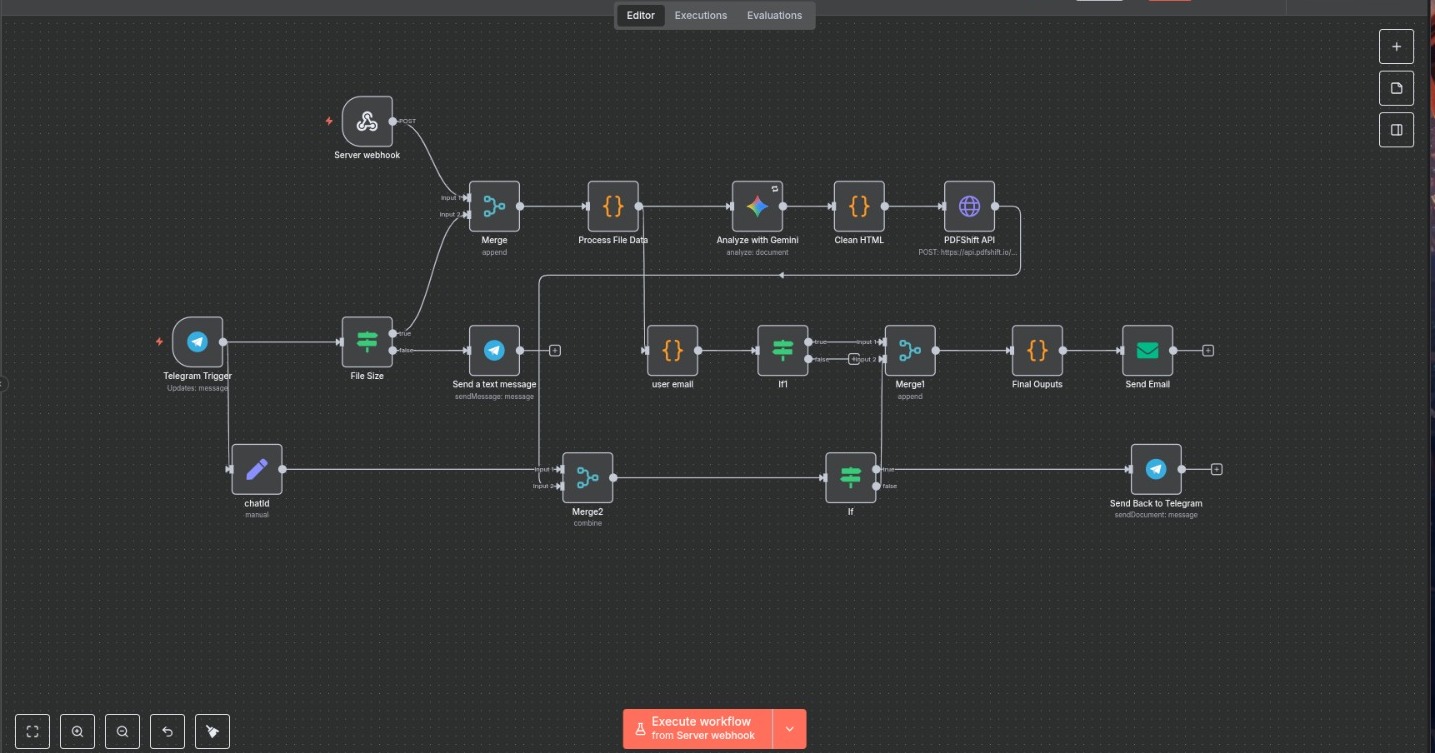 Editor
Executions
Evaluations
POST
Server webhook
Input 1
Input 2
Merge
append
Process File Data
Analyze with Gemini
analyze: document
Clean HTML
PDFShift API
POST: https://api.pdfshift.io/...
Telegram Trigger
Updates: message
true
false
File Size
Send a text message
sendMessage: message
user email
true
false
If1
Input 1
Input 2
Merge1
append
Final Ouputs
Send Email
chatId
manual
Input 1
Input 2
Merge2
combine
true
false
If
Send Back to Telegram
sendDocument: message
Execute workflow
from Server webhook